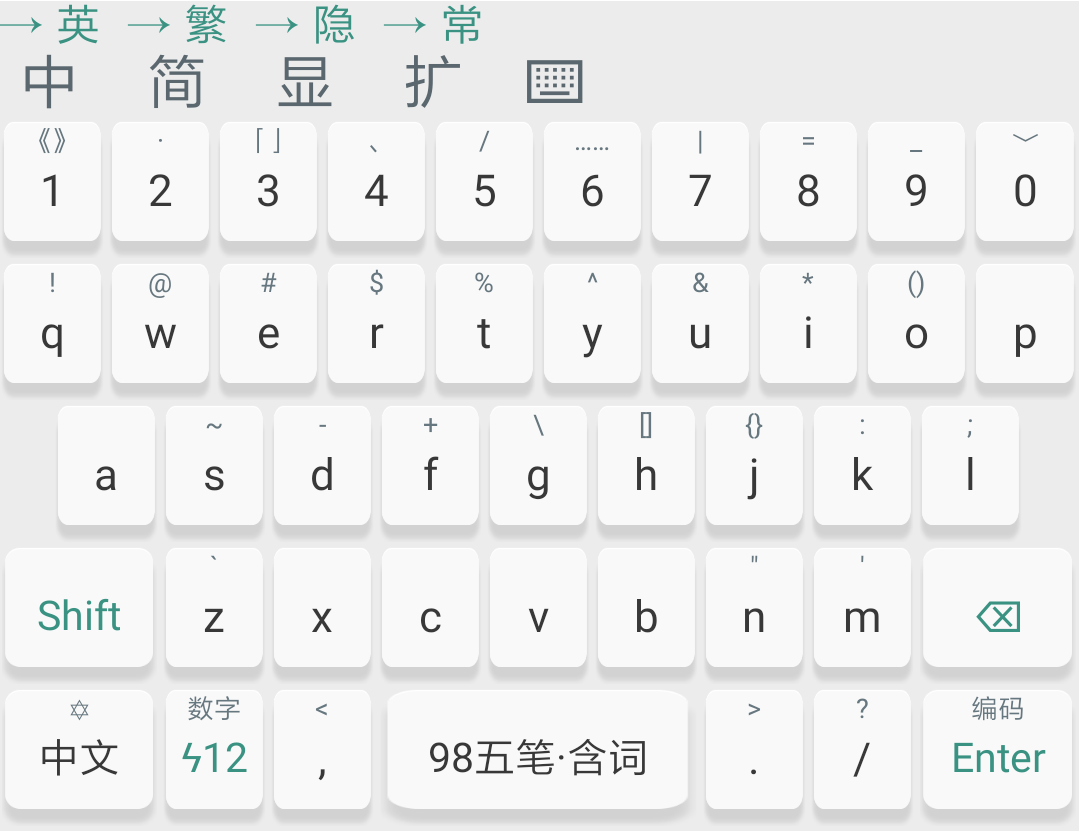 → 英 → 繁 → 隐 → 常
中 简 显 扩
《》 · ⌈ ⌋ 、 / …… | = _ ﹀
1 2 3 4 5 6 7 8 9 0
! @ # $ % ^ & * ()
q w e r t y u i o p
~ - + \ [] {} : ;
a s d f g h j k l
` " '
Shift z x c v b n m ⌫
✡ 数字 < > ? 编码
中文 ϟ12 , 98五笔·含词 . / Enter